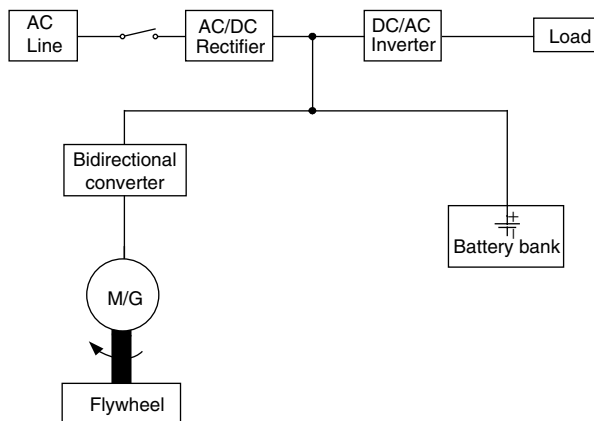 AC
Line
AC/DC
Rectifier
DC/AC
Inverter
Load
Bidirectional
converter
+
Battery bank
M/G
Flywheel